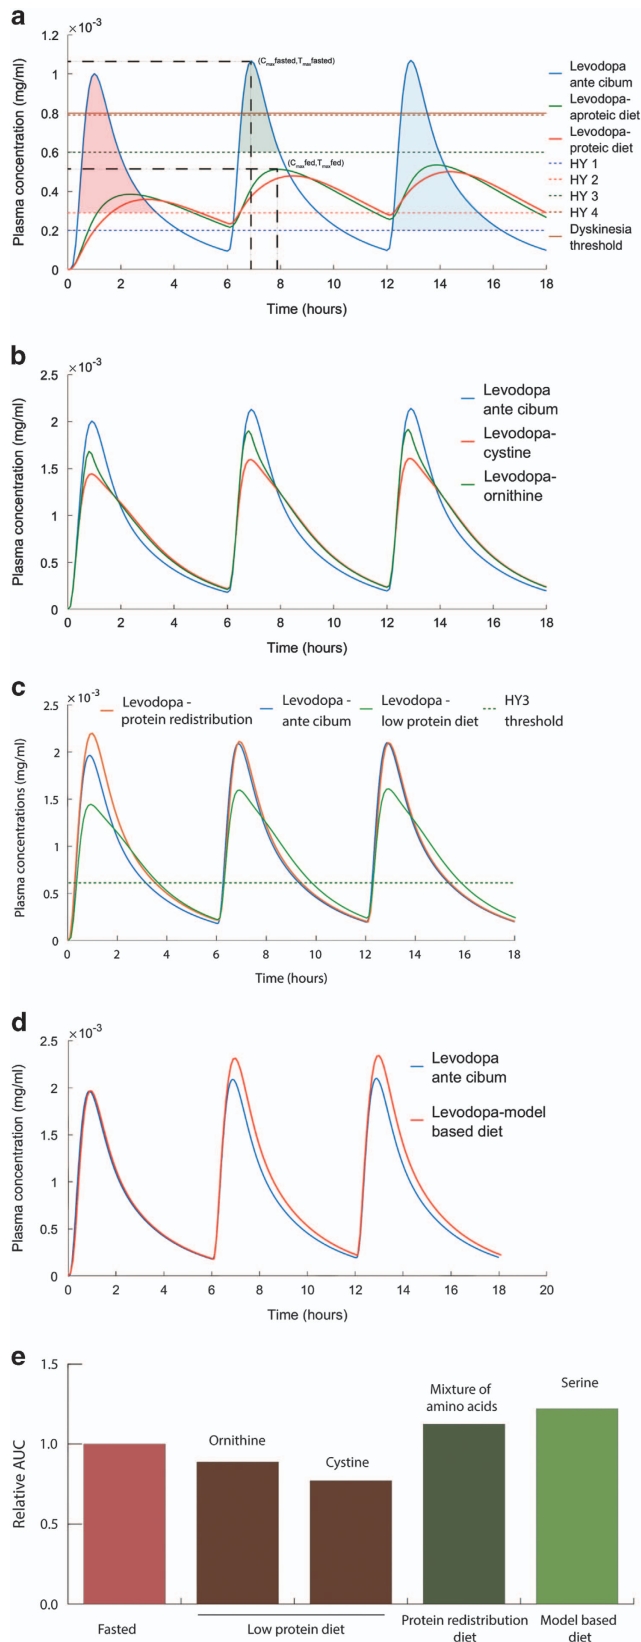 a
×10⁻³
Plasma concentration (mg/ml)
1.2
1
0.8
0.6
0.4
0.2
0
(Cmaxfasted,Tmaxfasted)
(Cmaxfed,Tmaxfed)
0 2 4 6 8 10 12 14 16 18
Time (hours)
Levodopa
ante cibum
Levodopa-
aproteic diet
Levodopa-
proteic diet
HY 1
HY 2
HY 3
HY 4
Dyskinesia
threshold
b
×10⁻³
Plasma concentration (mg/ml)
2.5
2
1.5
1
0.5
0
0 2 4 6 8 10 12 14 16 18
Time (hours)
Levodopa
ante cibum
Levodopa-
cystine
Levodopa-
ornithine
c
×10⁻³
Levodopa -
protein redistribution
Levodopa -
ante cibum
Levodopa -
low protein diet
HY3
threshold
Plasma concentrations (mg/ml)
2.5
2
1.5
1
0.5
0
0 2 4 6 8 10 12 14 16 18
Time (hours)
d
×10⁻³
Plasma concentration (mg/ml)
2.5
2
1.5
1
0.5
0
0 2 4 6 8 10 12 14 16 18 20
Time (hours)
Levodopa
ante cibum
Levodopa-model
based diet
e
Relative AUC
1.5
1.0
0.5
0.0
Ornithine
Cystine
Mixture of
amino acids
Serine
Fasted
Low protein diet
Protein redistribution
diet
Model based
diet